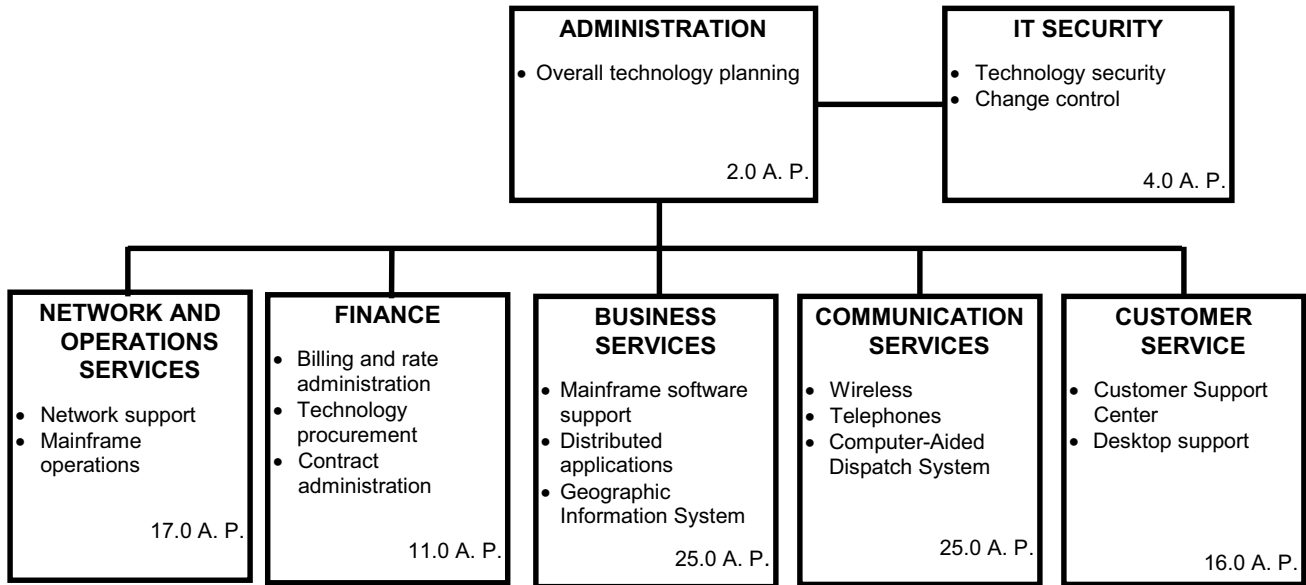 ADMINISTRATION
• Overall technology planning
2.0 A. P.
IT SECURITY
• Technology security
• Change control
4.0 A. P.
NETWORK AND
OPERATIONS
SERVICES
• Network support
• Mainframe
operations
17.0 A. P.
FINANCE
• Billing and rate
administration
• Technology
procurement
• Contract
administration
11.0 A. P.
BUSINESS
SERVICES
• Mainframe software
support
• Distributed
applications
• Geographic
Information System
25.0 A. P.
COMMUNICATION
SERVICES
• Wireless
• Telephones
• Computer-Aided
Dispatch System
25.0 A. P.
CUSTOMER
SERVICE
• Customer Support
Center
• Desktop support
16.0 A. P.